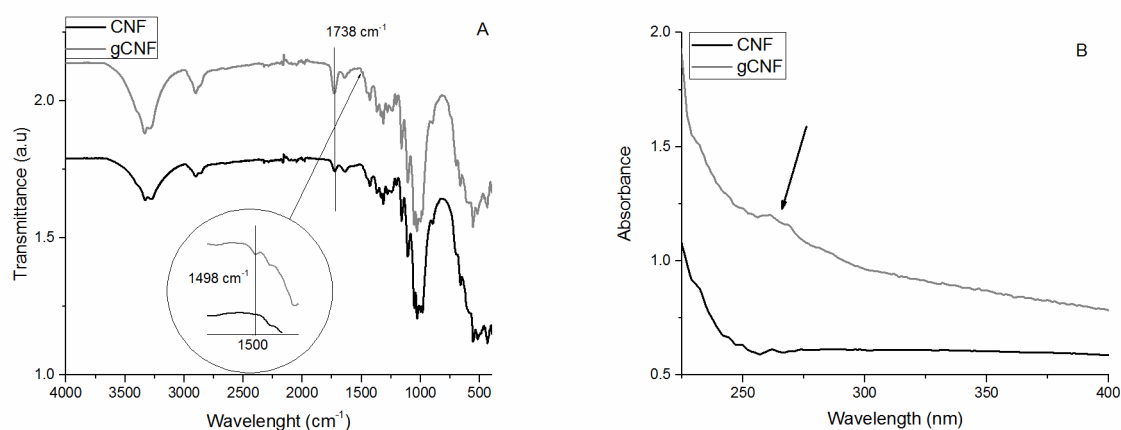 CNF
gCNF
1738 cm-1
A
2.0
1.5
1.0
Transmittance (a.u)
1498 cm-1
1500
4000 3500 3000 2500 2000 1500 1000 500
Wavelenght (cm-1)
CNF
gCNF
B
2.0
1.5
1.0
0.5
Absorbance
250 300 350 400
Wavelength (nm)